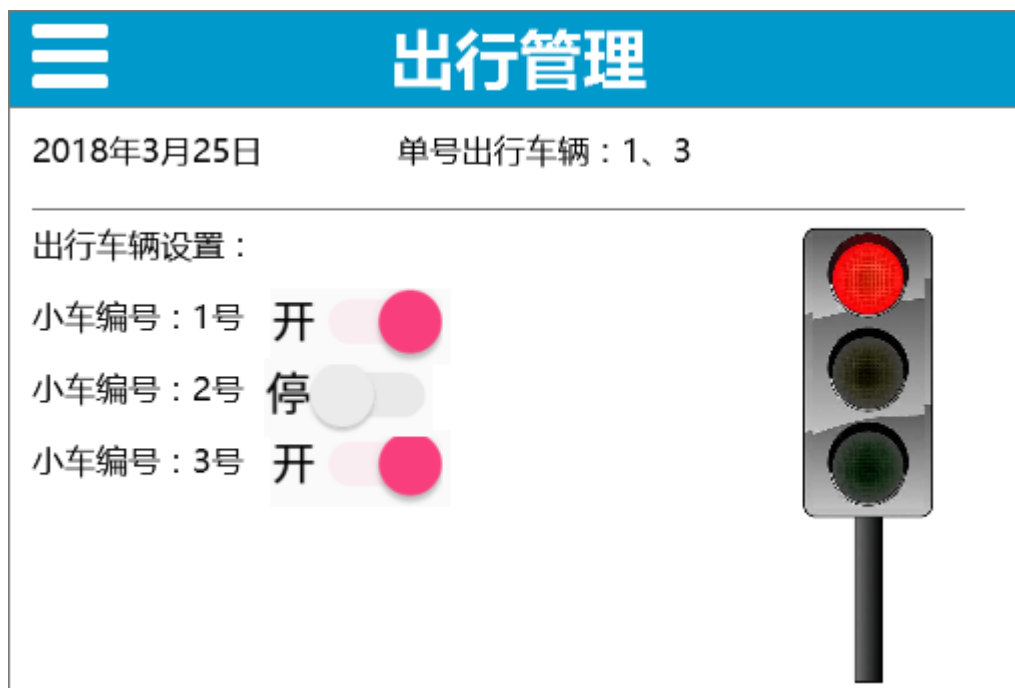 出行管理
2018年3月25日 单号出行车辆：1、3
出行车辆设置：
小车编号：1号 开
小车编号：2号 停
小车编号：3号 开